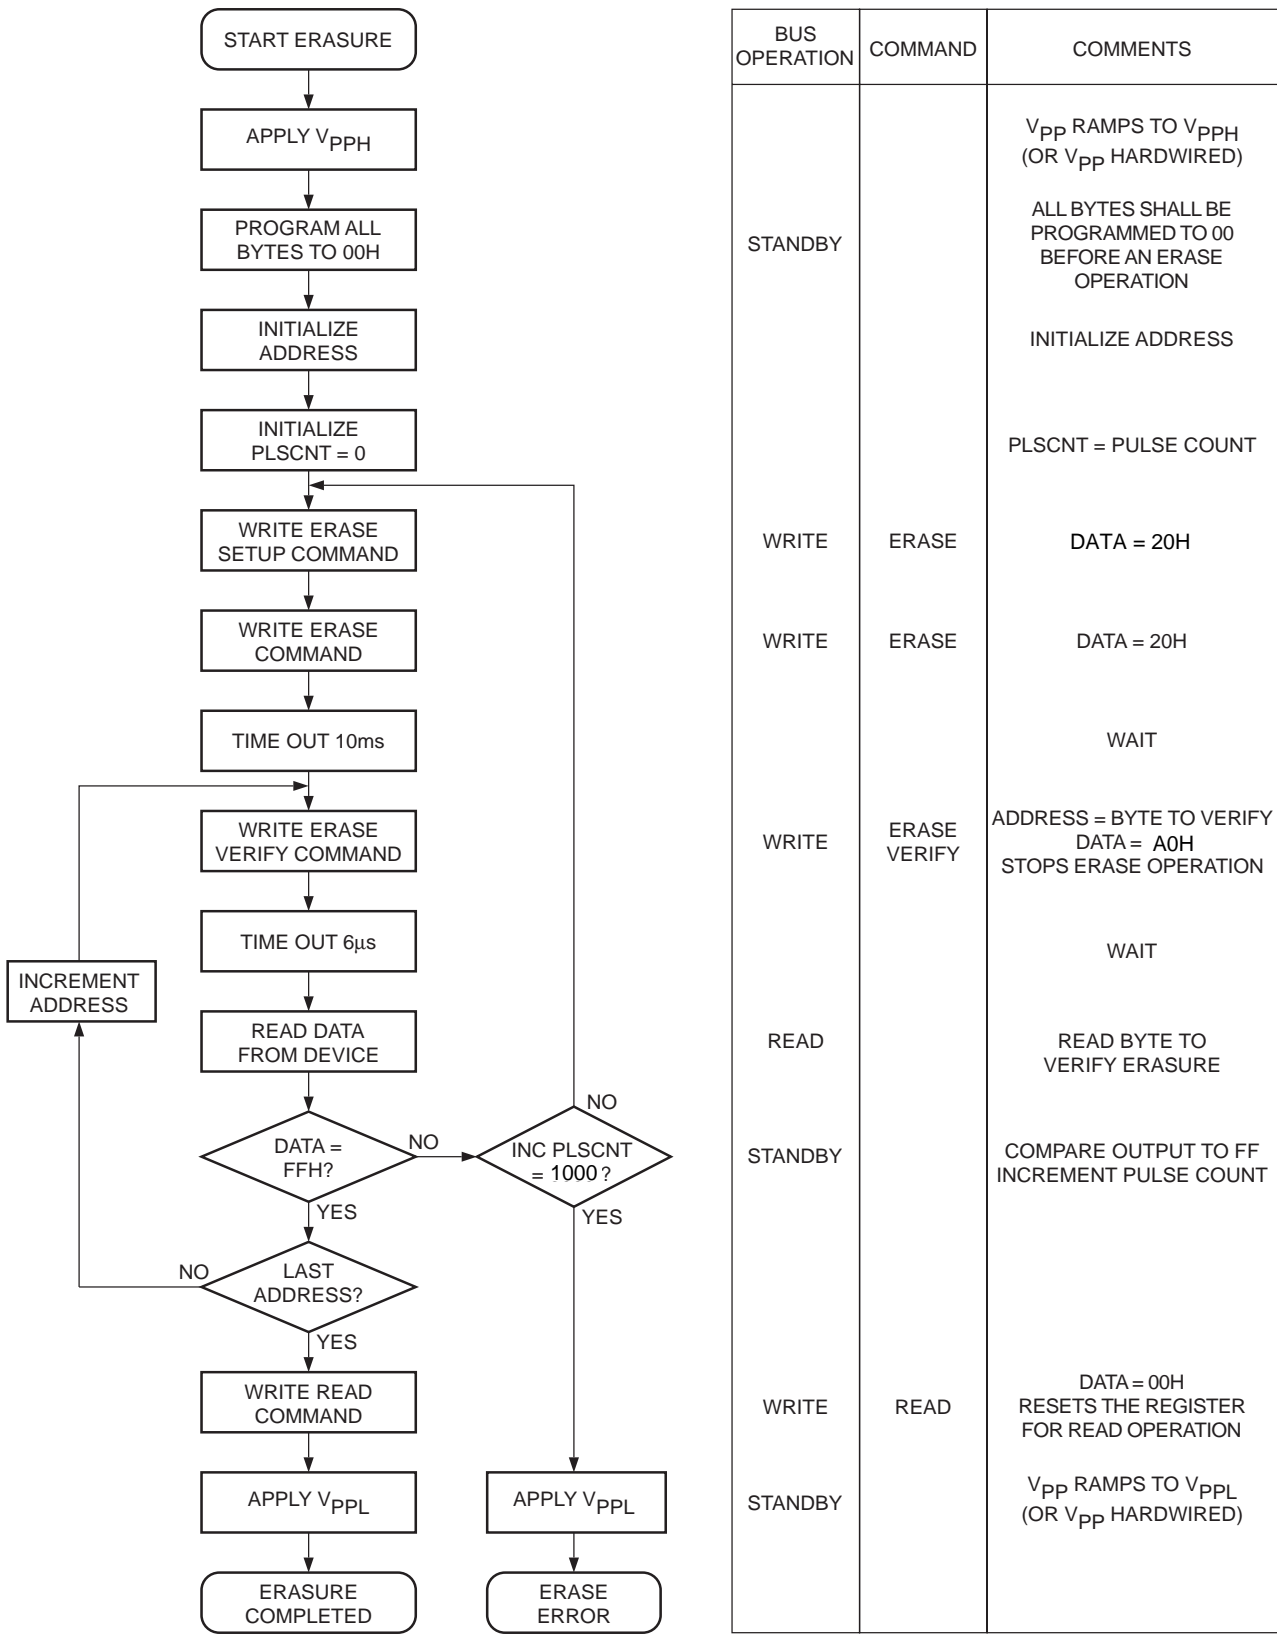 START ERASURE
APPLY VPPH
PROGRAM ALL
BYTES TO 00H
INITIALIZE
ADDRESS
INITIALIZE
PLSCNT = 0
WRITE ERASE
SETUP COMMAND
WRITE ERASE
COMMAND
TIME OUT 10ms
WRITE ERASE
VERIFY COMMAND
TIME OUT 6μs
INCREMENT
ADDRESS
READ DATA
FROM DEVICE
DATA =
FFH?
NO
INC PLSCNT
= 1000 ?
NO
YES
YES
LAST
ADDRESS?
NO
YES
WRITE READ
COMMAND
APPLY VPPL
APPLY VPPL
ERASURE
COMPLETED
ERASE
ERROR
BUS
OPERATION
COMMAND
COMMENTS
VPP RAMPS TO VPPH
(OR VPP HARDWIRED)
STANDBY
ALL BYTES SHALL BE
PROGRAMMED TO 00
BEFORE AN ERASE
OPERATION
INITIALIZE ADDRESS
PLSCNT = PULSE COUNT
WRITE
ERASE
DATA = 20H
WRITE
ERASE
DATA = 20H
WAIT
WRITE
ERASE
VERIFY
ADDRESS = BYTE TO VERIFY
DATA = A0H
STOPS ERASE OPERATION
WAIT
READ
READ BYTE TO
VERIFY ERASURE
STANDBY
COMPARE OUTPUT TO FF
INCREMENT PULSE COUNT
WRITE
READ
DATA = 00H
RESETS THE REGISTER
FOR READ OPERATION
STANDBY
VPP RAMPS TO VPPL
(OR VPP HARDWIRED)